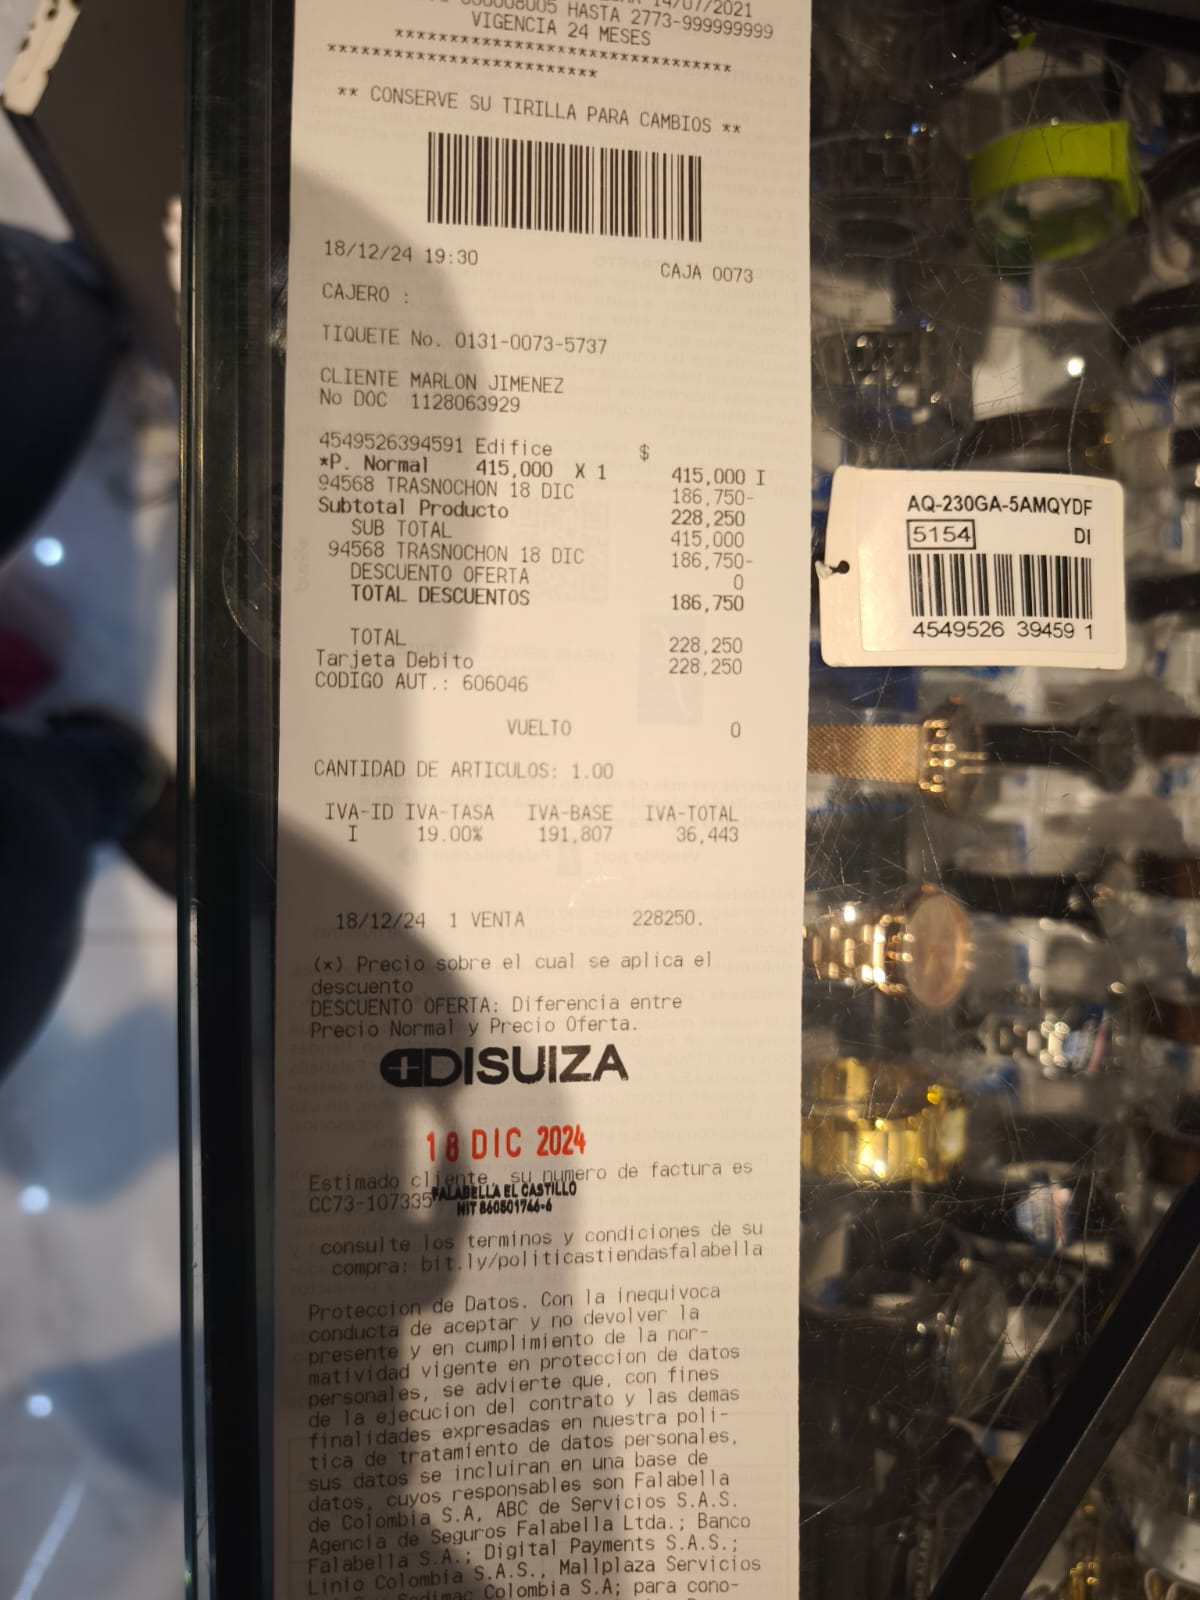 14/07/2021
HASTA 2773-999999999
VIGENCIA 24 MESES
** CONSERVE SU TIRILLA PARA CAMBIOS **
18/12/24 19:30 CAJA 0073
CAJERO :
TIQUETE No. 0131-0073-5737
CLIENTE MARLON JIMENEZ
No DOC 1128063929
4549526394591 Edifice $
*P. Normal 415,000 X 1 415,000 I
94568 TRASNOCHON 18 DIC 186,750-
Subtotal Producto 228,250
SUB TOTAL 415,000
94568 TRASNOCHON 18 DIC 186,750-
DESCUENTO OFERTA 0
TOTAL DESCUENTOS 186,750
TOTAL 228,250
Tarjeta Debito 228,250
CODIGO AUT.: 606046
VUELTO 0
CANTIDAD DE ARTICULOS: 1.00
IVA-ID IVA-TASA IVA-BASE IVA-TOTAL
I 19.00% 191,807 36,443
18/12/24 1 VENTA 228250.
(*) Precio sobre el cual se aplica el
descuento
DESCUENTO OFERTA: Diferencia entre
Precio Normal y Precio Oferta.
DISUIZA
18 DIC 2024
Estimado cliente, su numero de factura es
CC73-107335
FALABELLA EL CASTILLO
NIT 860501746-6
consulte los terminos y condiciones de su
compra: bit.ly/politicastiendasfalabella
Proteccion de Datos. Con la inequivoca
conducta de aceptar y no devolver la
presente y en cumplimiento de la nor-
matividad vigente en proteccion de datos
personales, se advierte que, con fines
de la ejecucion del contrato y las demas
finalidades expresadas en nuestra poli-
tica de tratamiento de datos personales,
sus datos se incluiran en una base de
datos, cuyos responsables son Falabella
de Colombia S.A, ABC de Servicios S.A.S.
Agencia de Seguros Falabella Ltda.; Banco
Falabella S.A.; Digital Payments S.A.S.;
Linio Colombia S.A.S., Mallplaza Servicios
Colombia S.A; para cono-
AQ-230GA-5AMQYDF
5154 DI
4549526 39459 1